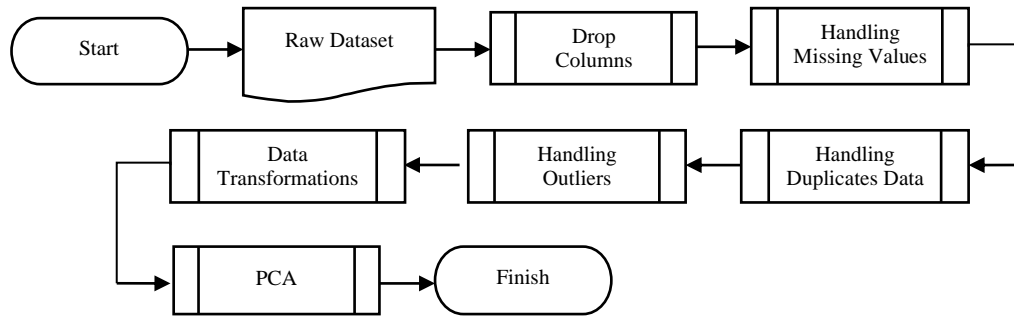 Start
Raw Dataset
Drop
Columns
Handling
Missing Values
Handling
Duplicates Data
Handling
Outliers
Data
Transformations
PCA
Finish